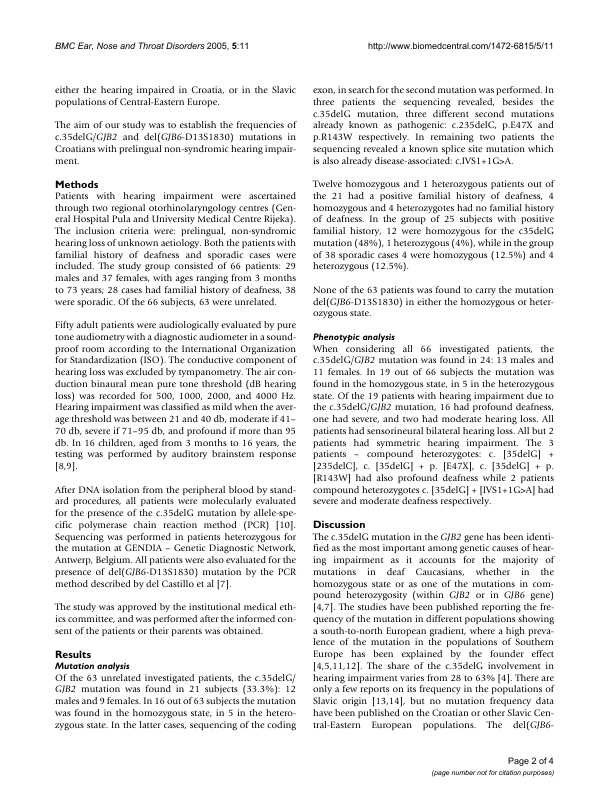 BMC Ear, Nose and Throat Disorders 2005, 5:11
http://www.biomedcentral.com/1472-6815/5/11
either the hearing impaired in Croatia, or in the Slavic
populations of Central-Eastern Europe.
The aim of our study was to establish the frequencies of
c.35delG/GJB2 and del(GJB6-D13S1830) mutations in
Croatians with prelingual non-syndromic hearing impair-
ment.
Methods
Patients with hearing impairment were ascertained
through two regional otorhinolaryngology centres (Gen-
eral Hospital Pula and University Medical Centre Rijeka).
The inclusion criteria were: prelingual, non-syndromic
hearing loss of unknown aetiology. Both the patients with
familial history of deafness and sporadic cases were
included. The study group consisted of 66 patients: 29
males and 37 females, with ages ranging from 3 months
to 73 years; 28 cases had familial history of deafness, 38
were sporadic. Of the 66 subjects, 63 were unrelated.
Fifty adult patients were audiologically evaluated by pure
tone audiometry with a diagnostic audiometer in a sound-
proof room according to the International Organization
for Standardization (ISO). The conductive component of
hearing loss was excluded by tympanometry. The air con-
duction binaural mean pure tone threshold (dB hearing
loss) was recorded for 500, 1000, 2000, and 4000 Hz.
Hearing impairment was classified as mild when the aver-
age threshold was between 21 and 40 db, moderate if 41–
70 db, severe if 71–95 db, and profound if more than 95
db. In 16 children, aged from 3 months to 16 years, the
testing was performed by auditory brainstem response
[8,9].
After DNA isolation from the peripheral blood by stand-
ard procedures, all patients were molecularly evaluated
for the presence of the c.35delG mutation by allele-spe-
cific polymerase chain reaction method (PCR) [10].
Sequencing was performed in patients heterozygous for
the mutation at GENDIA – Genetic Diagnostic Network,
Antwerp, Belgium. All patients were also evaluated for the
presence of del(GJB6-D13S1830) mutation by the PCR
method described by del Castillo et al [7].
The study was approved by the institutional medical eth-
ics committee, and was performed after the informed con-
sent of the patients or their parents was obtained.
Results
Mutation analysis
Of the 63 unrelated investigated patients, the c.35delG/
GJB2 mutation was found in 21 subjects (33.3%): 12
males and 9 females. In 16 out of 63 subjects the mutation
was found in the homozygous state, in 5 in the hetero-
zygous state. In the latter cases, sequencing of the coding
exon, in search for the second mutation was performed. In
three patients the sequencing revealed, besides the
c.35delG mutation, three different second mutations
already known as pathogenic: c.235delC, p.E47X and
p.R143W respectively. In remaining two patients the
sequencing revealed a known splice site mutation which
is also already disease-associated: c.IVS1+1G>A.
Twelve homozygous and 1 heterozygous patients out of
the 21 had a positive familial history of deafness, 4
homozygous and 4 heterozygotes had no familial history
of deafness. In the group of 25 subjects with positive
familial history, 12 were homozygous for the c35delG
mutation (48%), 1 heterozygous (4%), while in the group
of 38 sporadic cases 4 were homozygous (12.5%) and 4
heterozygous (12.5%).
None of the 63 patients was found to carry the mutation
del(GJB6-D13S1830) in either the homozygous or heter-
ozygous state.
Phenotypic analysis
When considering all 66 investigated patients, the
c.35delG/GJB2 mutation was found in 24: 13 males and
11 females. In 19 out of 66 subjects the mutation was
found in the homozygous state, in 5 in the heterozygous
state. Of the 19 patients with hearing impairment due to
the c.35delG/GJB2 mutation, 16 had profound deafness,
one had severe, and two had moderate hearing loss. All
patients had sensorineural bilateral hearing loss. All but 2
patients had symmetric hearing impairment. The 3
patients – compound heterozygotes: c. [35delG] +
[235delC], c. [35delG] + p. [E47X], c. [35delG] + p.
[R143W] had also profound deafness while 2 patients
compound heterozygotes c. [35delG] + [IVS1+1G>A] had
severe and moderate deafness respectively.
Discussion
The c.35delG mutation in the GJB2 gene has been identi-
fied as the most important among genetic causes of hear-
ing impairment as it accounts for the majority of
mutations in deaf Caucasians, whether in the
homozygous state or as one of the mutations in com-
pound heterozygosity (within GJB2 or in GJB6 gene)
[4,7]. The studies have been published reporting the fre-
quency of the mutation in different populations showing
a south-to-north European gradient, where a high preva-
lence of the mutation in the populations of Southern
Europe has been explained by the founder effect
[4,5,11,12]. The share of the c.35delG involvement in
hearing impairment varies from 28 to 63% [4]. There are
only a few reports on its frequency in the populations of
Slavic origin [13,14], but no mutation frequency data
have been published on the Croatian or other Slavic Cen-
tral-Eastern European populations. The del(GJB6-
Page 2 of 4
(page number not for citation purposes)